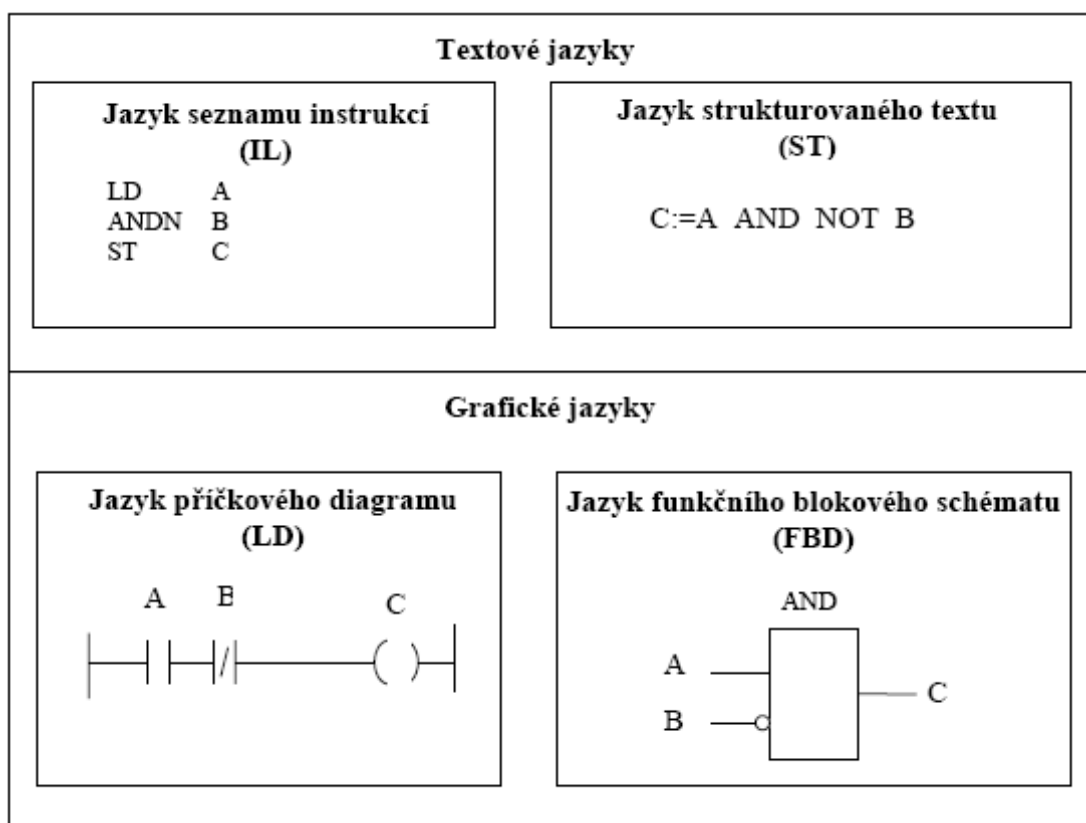 Textové jazyky
Jazyk seznamu instrukcí
(IL)
LD A
ANDN B
ST C
Jazyk strukturovaného textu
(ST)
C:=A AND NOT B
Grafické jazyky
Jazyk příčkového diagramu
(LD)
A B C
Jazyk funkčního blokového schématu
(FBD)
AND
A
B
C